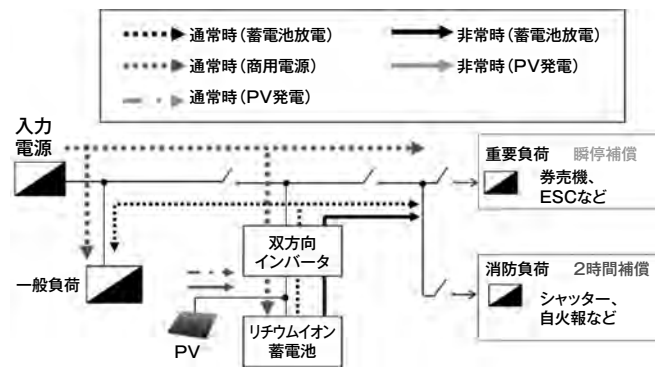 通常時(蓄電池放電)
非常時(蓄電池放電)
通常時(商用電源)
非常時(PV発電)
通常時(PV発電)
入力
電源
重要負荷 瞬停補償
券売機、
ESCなど
双方向
インバータ
一般負荷
消防負荷 2時間補償
シャッター、
自火報など
PV
リチウムイオン
蓄電池